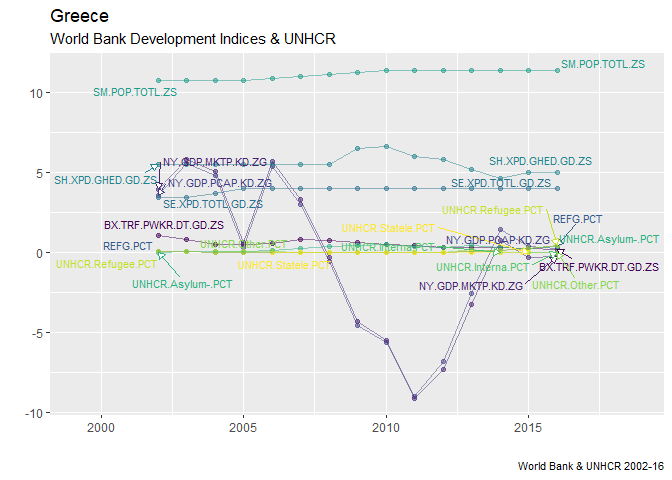 Greece
World Bank Development Indices & UNHCR
SM.POP.TOTL.ZS
10
SM.POP.TOTL.ZS
NY.GDP.MKTP.KD.ZG
SH.XPD.GHED.GD.ZS
5
SH.XPD.GHED.GD.ZS
NY.GDP.PCAP.KD.ZG
SE.XPD.TOTL.GD.ZS
SE.XPD.TOTL.GD.ZS
UNHCR.Refugee.PCT
BX.TRF.PWKR.DT.GD.ZS
REFG.PCT
UNHCR.Statele.PCT
REFG.PCT
UNHCR.Other.PCT
UNHCR.Interna.PCT
NY.GDP.PCAP.KD.ZG
UNHCR.Asylum-.PCT
0
UNHCR.Refugee.PCT
UNHCR.Statele.PCT
UNHCR.Interna.PCT
BX.TRF.PWKR.DT.GD.ZS
UNHCR.Asylum-.PCT
NY.GDP.MKTP.KD.ZG
UNHCR.Other.PCT
-5
-10
2000
2005
2010
2015
World Bank & UNHCR 2002-16